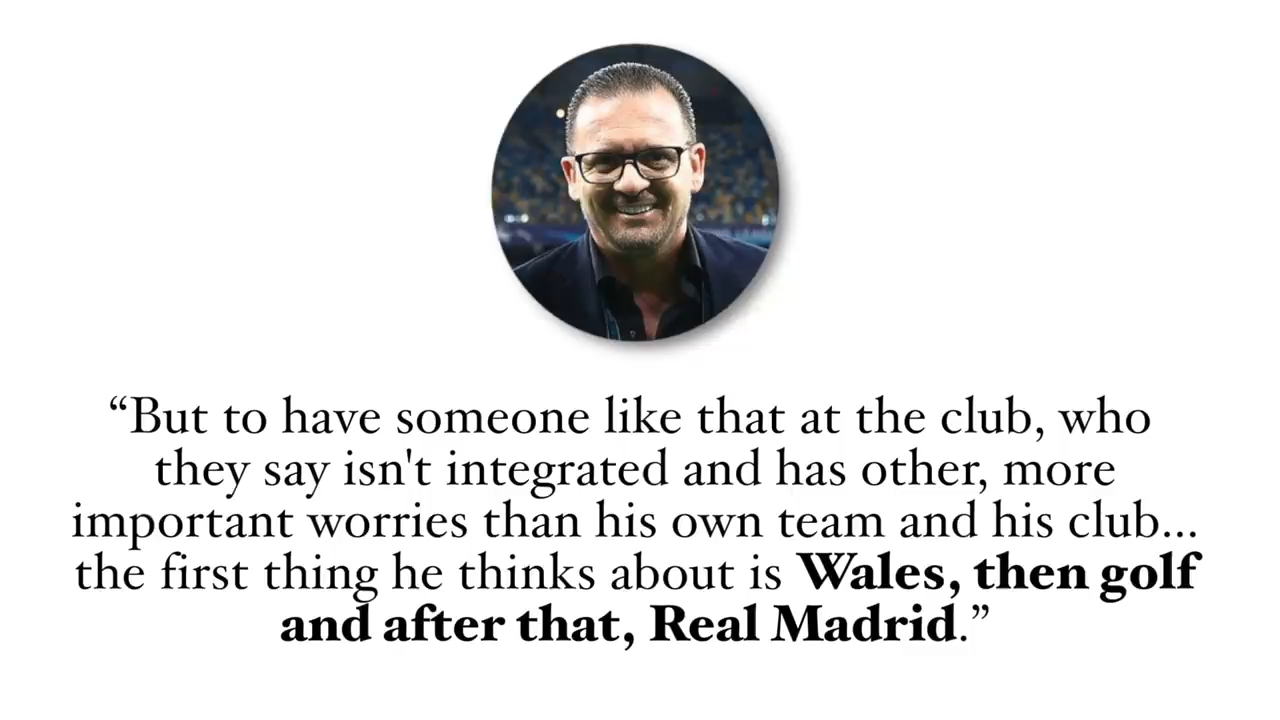 “But to have someone like that at the club, who
they say isn't integrated and has other, more
important worries than his own team and his club...
the first thing he thinks about is Wales, then golf
and after that, Real Madrid.”